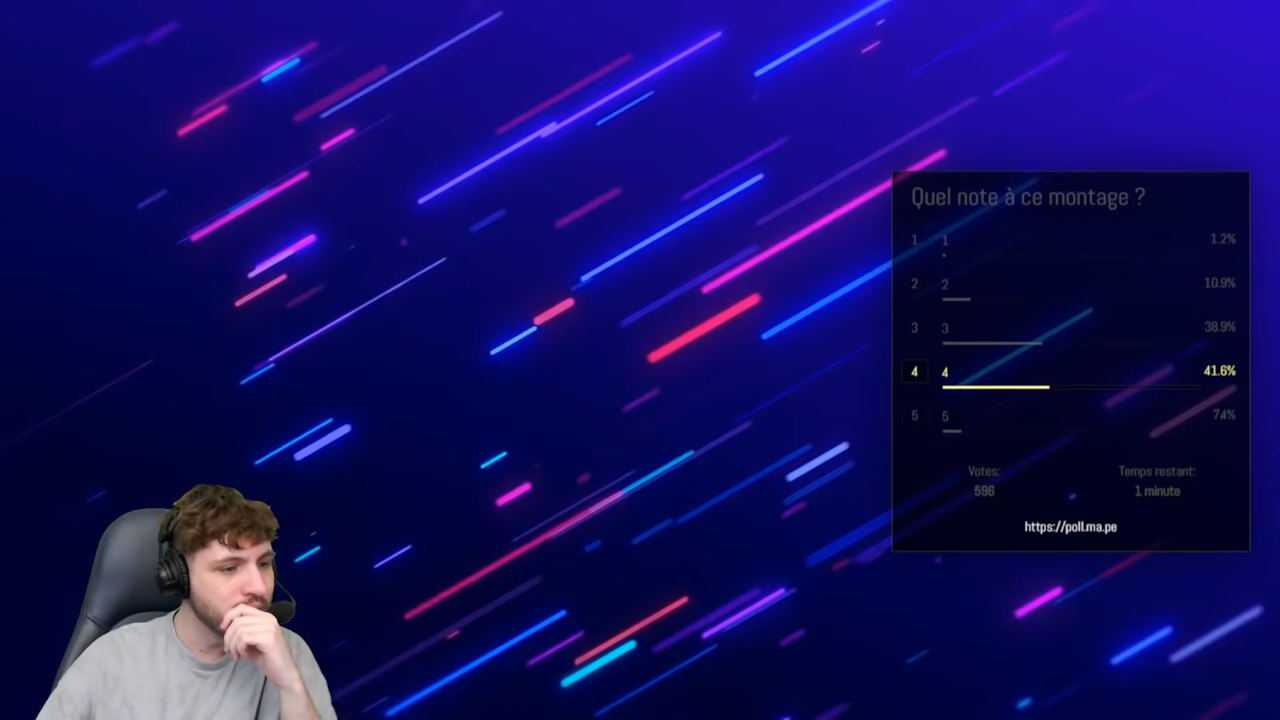 Quel note à ce montage ?
1 1 1.2%
2 2 10.9%
3 3 38.9%
4 4 41.6%
5 5 7.4%
Votes: Temps restant:
596 1 minute
https://poll.ma.pe